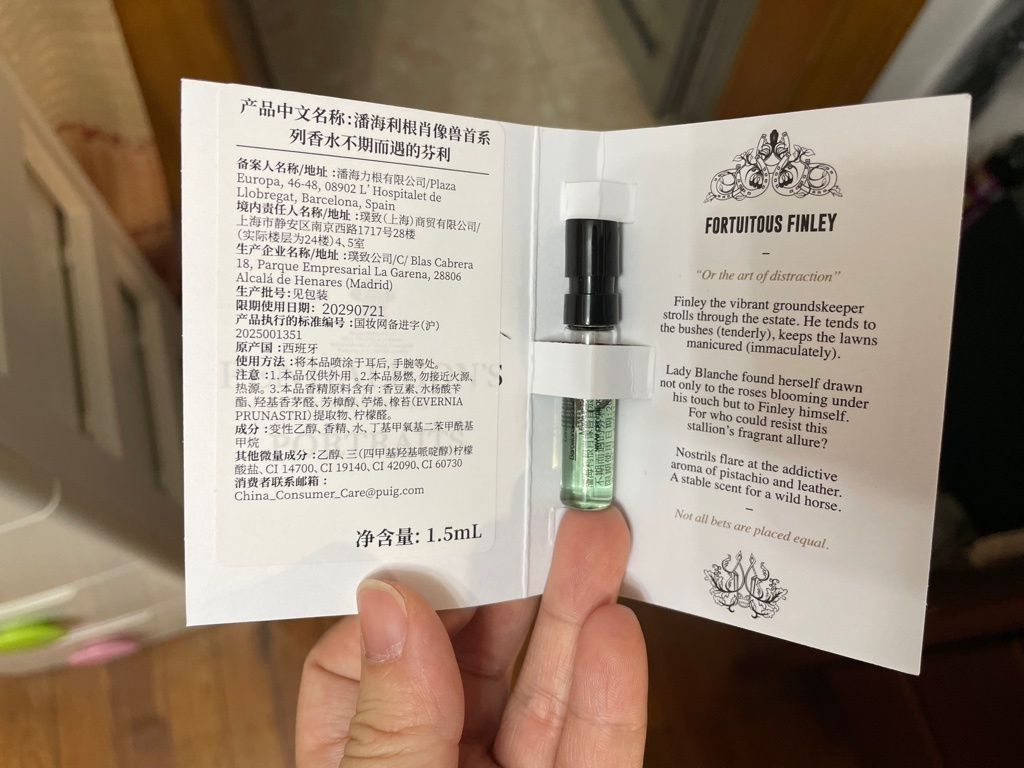 产品中文名称:潘海利根肖像兽首系
列香水不期而遇的芬利
备案人名称/地址:潘海力根有限公司/Plaza
Europa, 46-48, 08902 L' Hospitalet de
Llobregat, Barcelona, Spain
境内责任人名称/地址:璞致(上海)商贸有限公司/
上海市静安区南京西路1717号28楼
(实际楼层为24楼)4、5室
生产企业名称/地址:璞致公司/C/ Blas Cabrera
18, Parque Empresarial La Garena, 28806
Alcalá de Henares (Madrid)
生产批号:见包装
限期使用日期: 20290721
产品执行的标准编号:国妆网备进字(沪)
2025001351
原产国:西班牙
使用方法:将本品喷涂于耳后,手腕等处。
注意:1.本品仅供外用。2.本品易燃,勿接近火源、
热源。3.本品香精原料含有:香豆素、水杨酸苄
酯、羟基香茅醛、芳樟醇、苧烯、橡苔(EVERNIA
PRUNASTRI)提取物、柠檬醛。
成分:变性乙醇、香精、水、丁基甲氧基二苯甲酰基
甲烷
其他微量成分:乙醇、三(四甲基羟基哌啶醇)柠檬
酸盐、CI 14700、CI 19140、CI 42090、CI 60730
消费者联系邮箱:
China_Consumer_Care@puig.com
净含量: 1.5mL
FORTUITOUS FINLEY
–
“Or the art of distraction”
Finley the vibrant groundskeeper
strolls through the estate. He tends to
the bushes (tenderly), keeps the lawns
manicured (immaculately).
Lady Blanche found herself drawn
not only to the roses blooming under
his touch but to Finley himself.
For who could resist this
stallion's fragrant allure?
Nostrils flare at the addictive
aroma of pistachio and leather.
A stable scent for a wild horse.
–
Not all bets are placed equal.